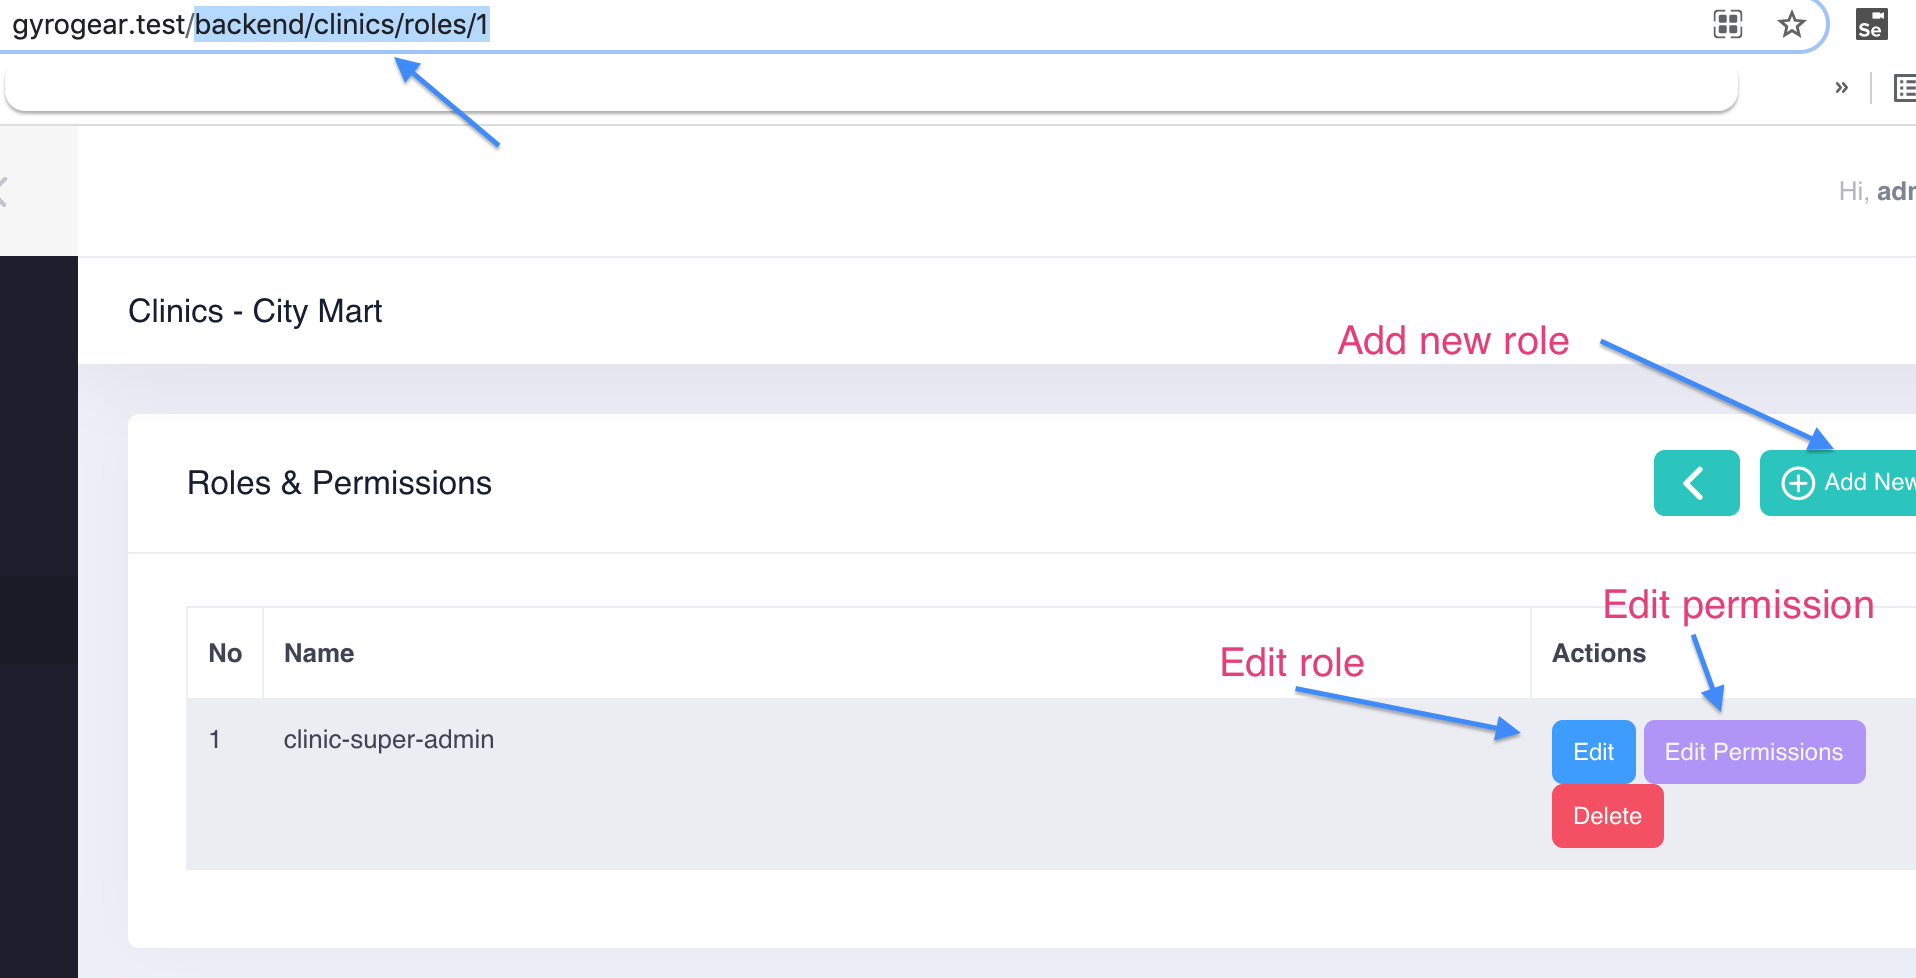 gyrogear.test/backend/clinics/roles/1
Se
»
Hi,
Clinics - City Mart
Add new role
Roles & Permissions
Add New
Edit permission
No Name Actions
Edit role
1 clinic-super-admin
Edit Edit Permissions
Delete